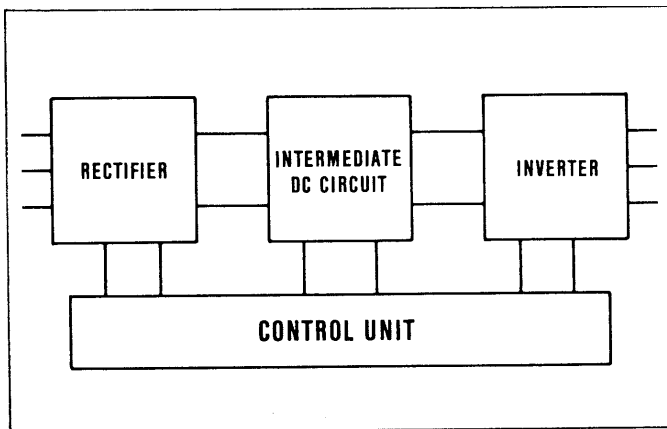 RECTIFIER
INTERMEDIATE
DC CIRCUIT
INVERTER
CONTROL UNIT